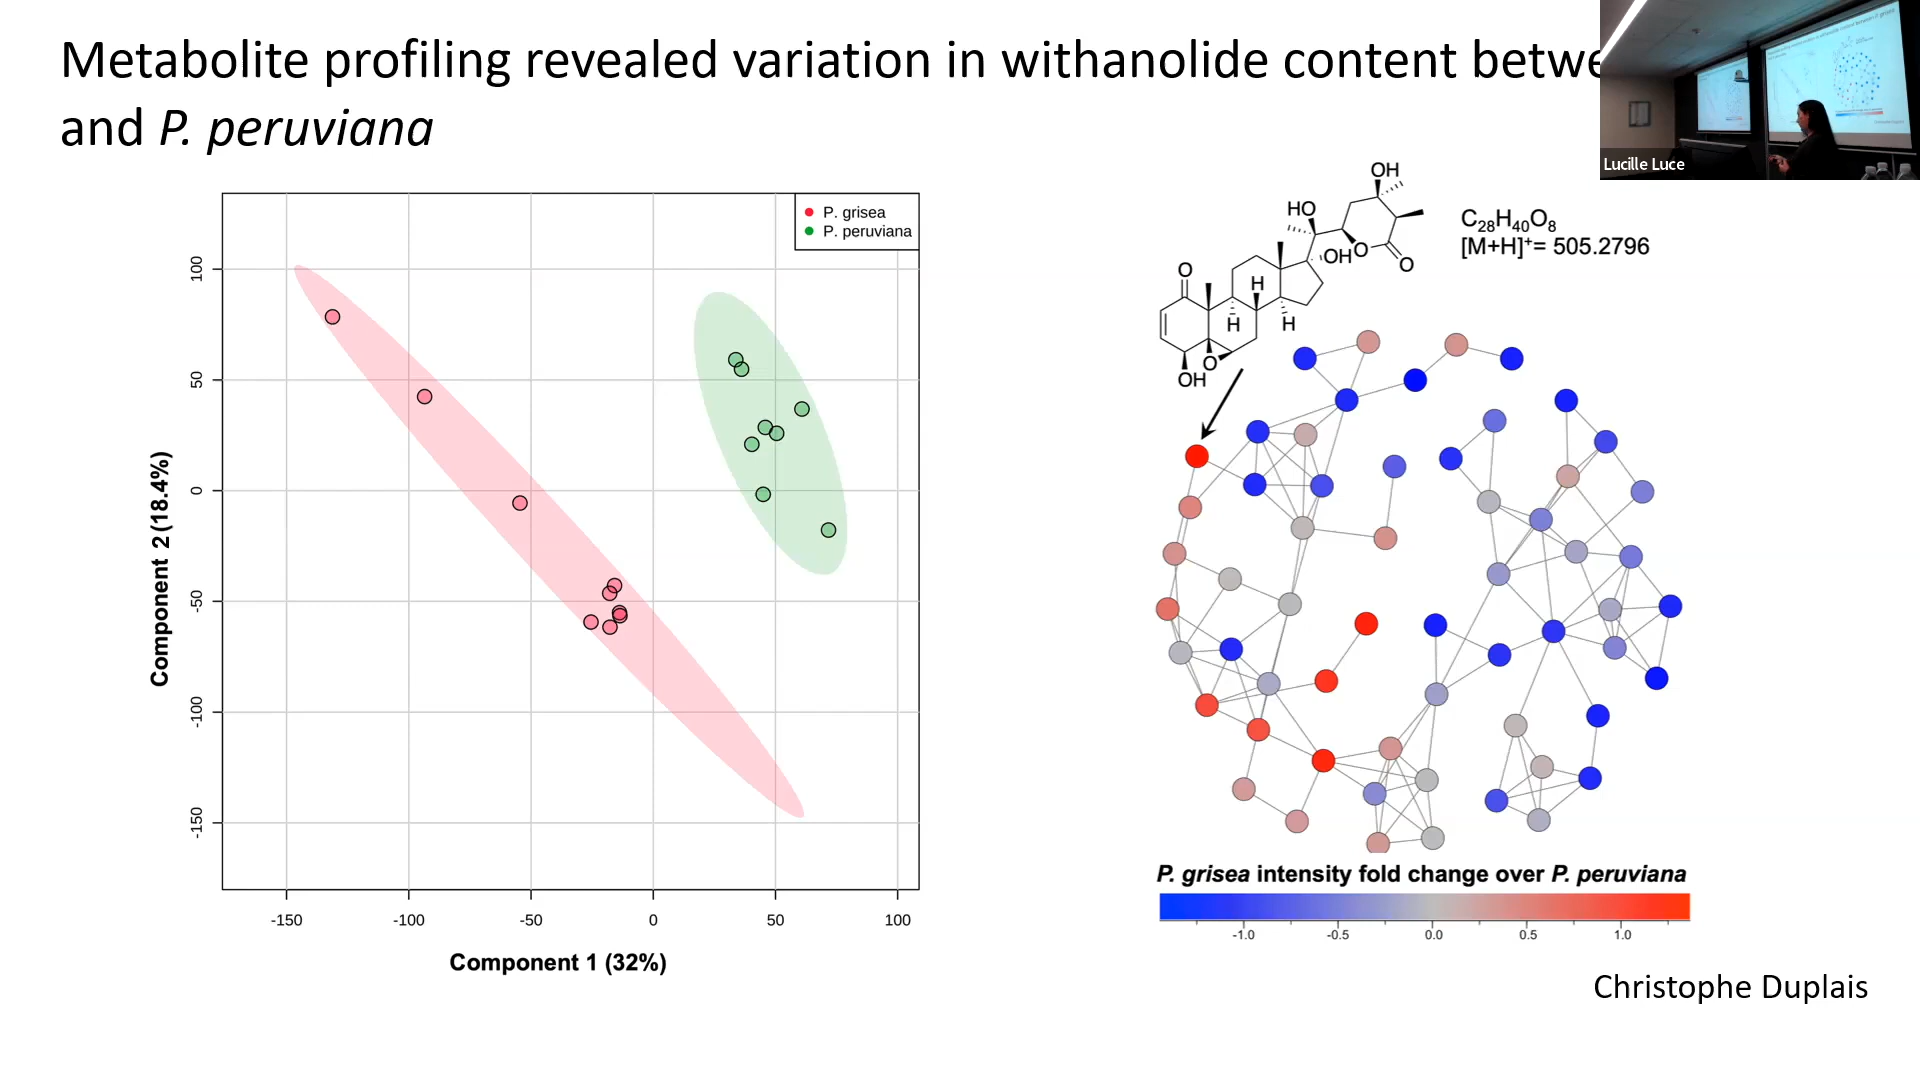 Metabolite profiling revealed variation in withanolide content betwe
and P. peruviana
Lucille Luce
P. grisea
P. peruviana
100
50
0
-50
-100
-150
Component 2 (18.4%)
-150
-100
-50
0
50
100
Component 1 (32%)
OH
HO
OH
O
O
O
H
H
H
O
OH
C₂₈H₄₀O₈
[M+H]⁺= 505.2796
P. grisea intensity fold change over P. peruviana
-1.0
-0.5
0.0
0.5
1.0
Christophe Duplais